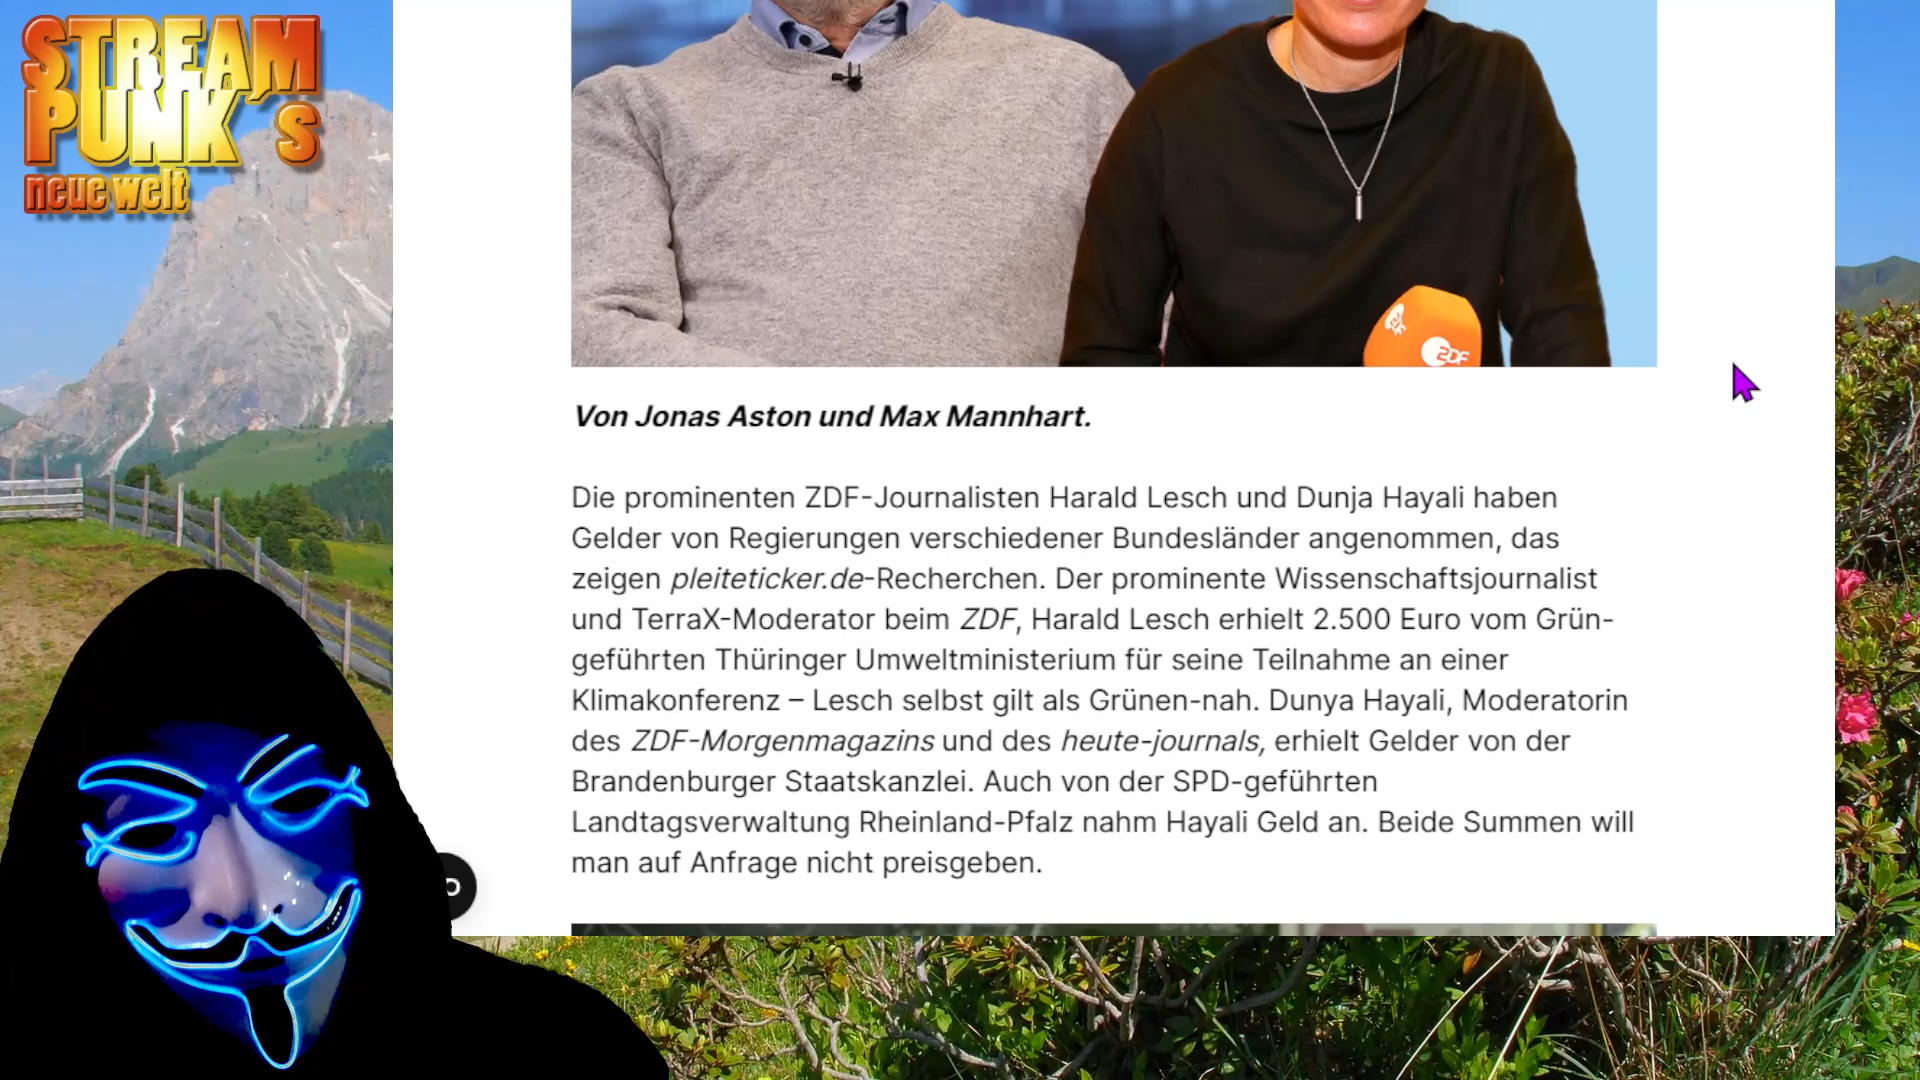 STREAM
PUNK´s
neue welt
ZDF
ZDF
Von Jonas Aston und Max Mannhart.
Die prominenten ZDF-Journalisten Harald Lesch und Dunja Hayali haben
Gelder von Regierungen verschiedener Bundesländer angenommen, das
zeigen pleiteticker.de-Recherchen. Der prominente Wissenschaftsjournalist
und TerraX-Moderator beim ZDF, Harald Lesch erhielt 2.500 Euro vom Grün-
geführten Thüringer Umweltministerium für seine Teilnahme an einer
Klimakonferenz – Lesch selbst gilt als Grünen-nah. Dunya Hayali, Moderatorin
des ZDF-Morgenmagazins und des heute-journals, erhielt Gelder von der
Brandenburger Staatskanzlei. Auch von der SPD-geführten
Landtagsverwaltung Rheinland-Pfalz nahm Hayali Geld an. Beide Summen will
man auf Anfrage nicht preisgeben.